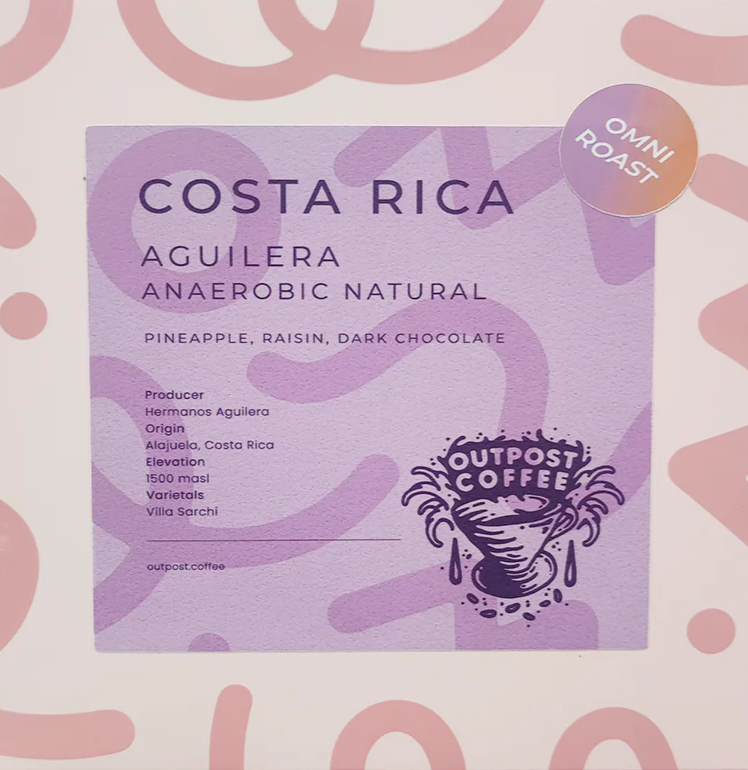 OMNI
ROAST
COSTA RICA
AGUILERA
ANAEROBIC NATURAL
PINEAPPLE, RAISIN, DARK CHOCOLATE
Producer
Hermanos Aguilera
Origin
Alajuela, Costa Rica
Elevation
1500 masl
Varietals
Villa Sarchi
outpost.coffee
OUTPOST
COFFEE